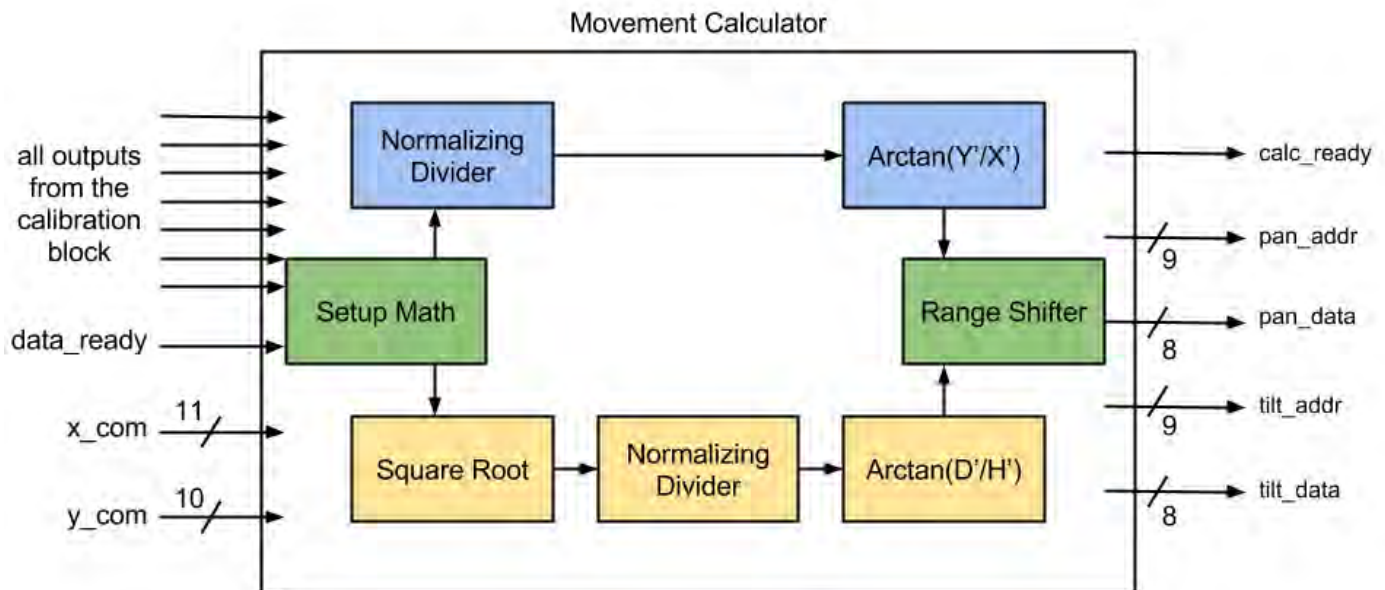 Movement Calculator
all outputs
from the
calibration
block
data_ready
11
x_com
10
y_com
Normalizing
Divider
Arctan(Y'/X')
Setup Math
Range Shifter
Square Root
Normalizing
Divider
Arctan(D'/H')
calc_ready
pan_addr
9
pan_data
8
tilt_addr
9
tilt_data
8